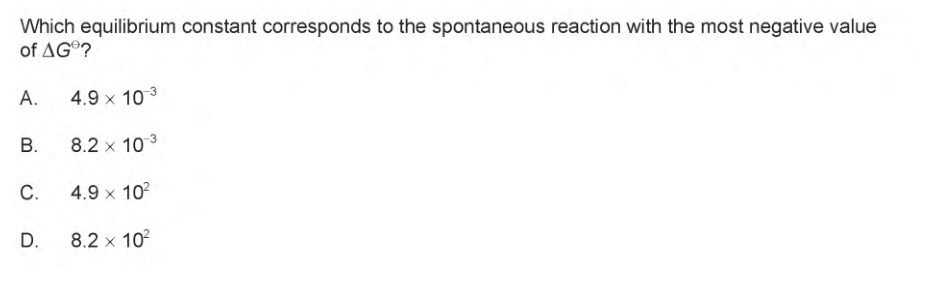 Which equilibrium constant corresponds to the spontaneous reaction with the most negative value
of ΔG⊖?
A. 4.9 × 10⁻³
B. 8.2 × 10⁻³
C. 4.9 × 10²
D. 8.2 × 10²